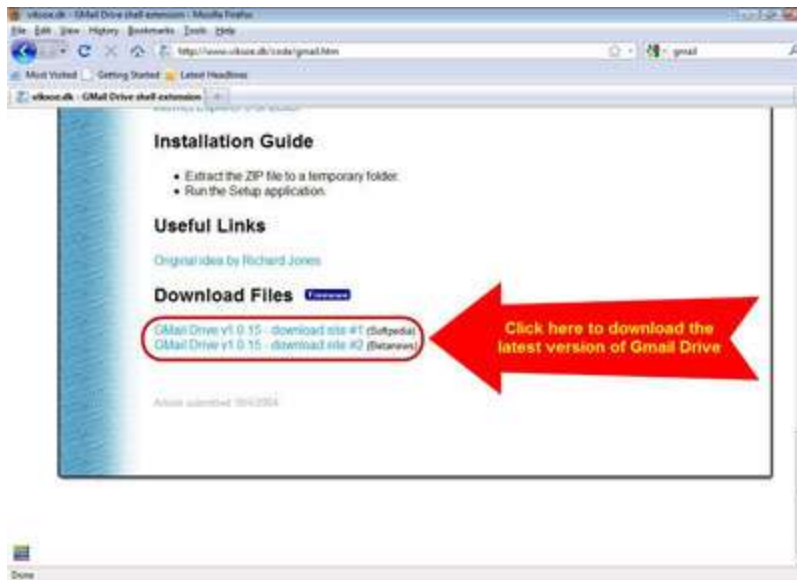 viksoe.dk - GMail Drive shell extension - Mozilla Firefox
File Edit View History Bookmarks Tools Help
http://www.viksoe.dk/code/gmail.htm
gmail
Most Visited Getting Started Latest Headlines
viksoe.dk - GMail Drive shell extension
Installation Guide
• Extract the ZIP file to a temporary folder.
• Run the Setup application.
Useful Links
Original idea by Richard Jones
Download Files Freeware
GMail Drive v1.0.15 - download site #1 (Softpedia)
GMail Drive v1.0.15 - download site #2 (Betanews)
Click here to download the
latest version of Gmail Drive
Article submitted
Done